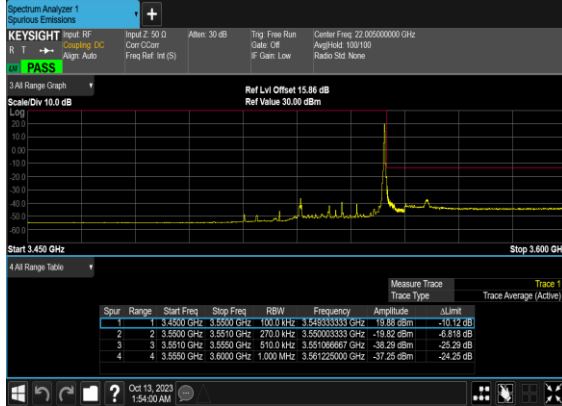 Spectrum Analyzer 1
Spurious Emissions
+
KEYSIGHT Input: RF Input Z: 50 Ω Atten: 30 dB Trig: Free Run Center Freq: 22.005000000 GHz
R T Coupling: DC Corr CCorr Gate: Off Avg|Hold: 100/100
Align: Auto Freq Ref: Int (S) IF Gain: Low Radio Std: None
PASS
3 All Range Graph
Ref Lvl Offset 15.86 dB
Scale/Div 10.0 dB Ref Value 30.00 dBm
Log
20.0
10.0
0.00
-10.0
-20.0
-30.0
-40.0
-50.0
-60.0
Start 3.450 GHz Stop 3.600 GH
4 All Range Table
Measure Trace Trace 1
Trace Type Trace Average (Active)
Spur Range Start Freq Stop Freq RBW Frequency Amplitude ΔLimit
1 1 3.4500 GHz 3.5500 GHz 100.0 kHz 3.549333333 GHz 19.88 dBm -10.12 dB
2 2 3.5500 GHz 3.5510 GHz 270.0 kHz 3.550003333 GHz -19.82 dBm -6.818 dB
3 3 3.5510 GHz 3.5550 GHz 510.0 kHz 3.551066667 GHz -38.29 dBm -25.29 dB
4 4 3.5550 GHz 3.6000 GHz 1.000 MHz 3.561225000 GHz -37.25 dBm -24.25 dB
?
Oct 13, 2023
1:54:00 AM